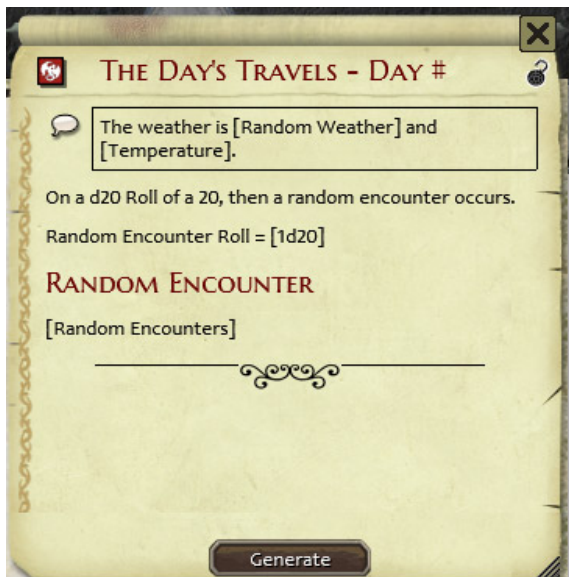 The Day's Travels - Day #
The weather is [Random Weather] and
[Temperature].
On a d20 Roll of a 20, then a random encounter occurs.
Random Encounter Roll = [1d20]
Random Encounter
[Random Encounters]
Generate